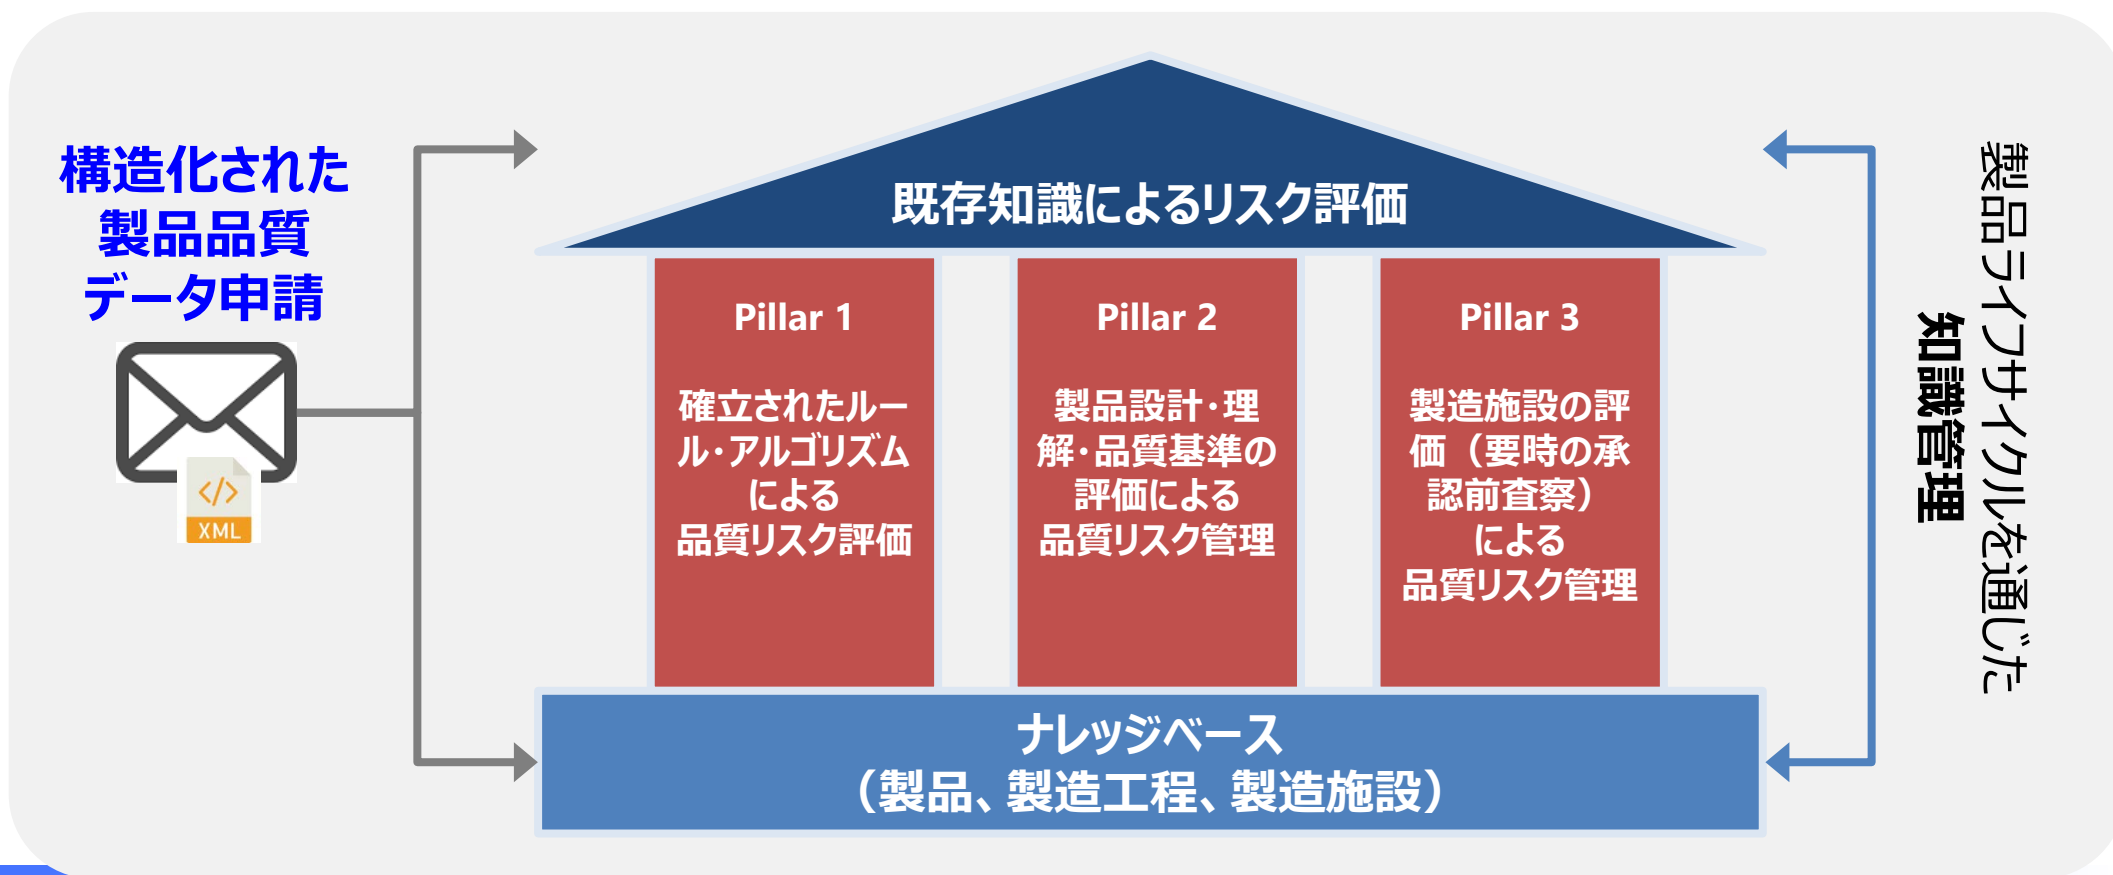 構造化された
製品品質
データ申請
XML
既存知識によるリスク評価
Pillar 1
確立されたルー
ル・アルゴリズム
による
品質リスク評価
Pillar 2
製品設計・理
解・品質基準の
評価による
品質リスク管理
Pillar 3
製造施設の評
価（要時の承
認前査察）
による
品質リスク管理
ナレッジベース
（製品、製造工程、製造施設）
製品ライフサイクルを通じた
知識管理